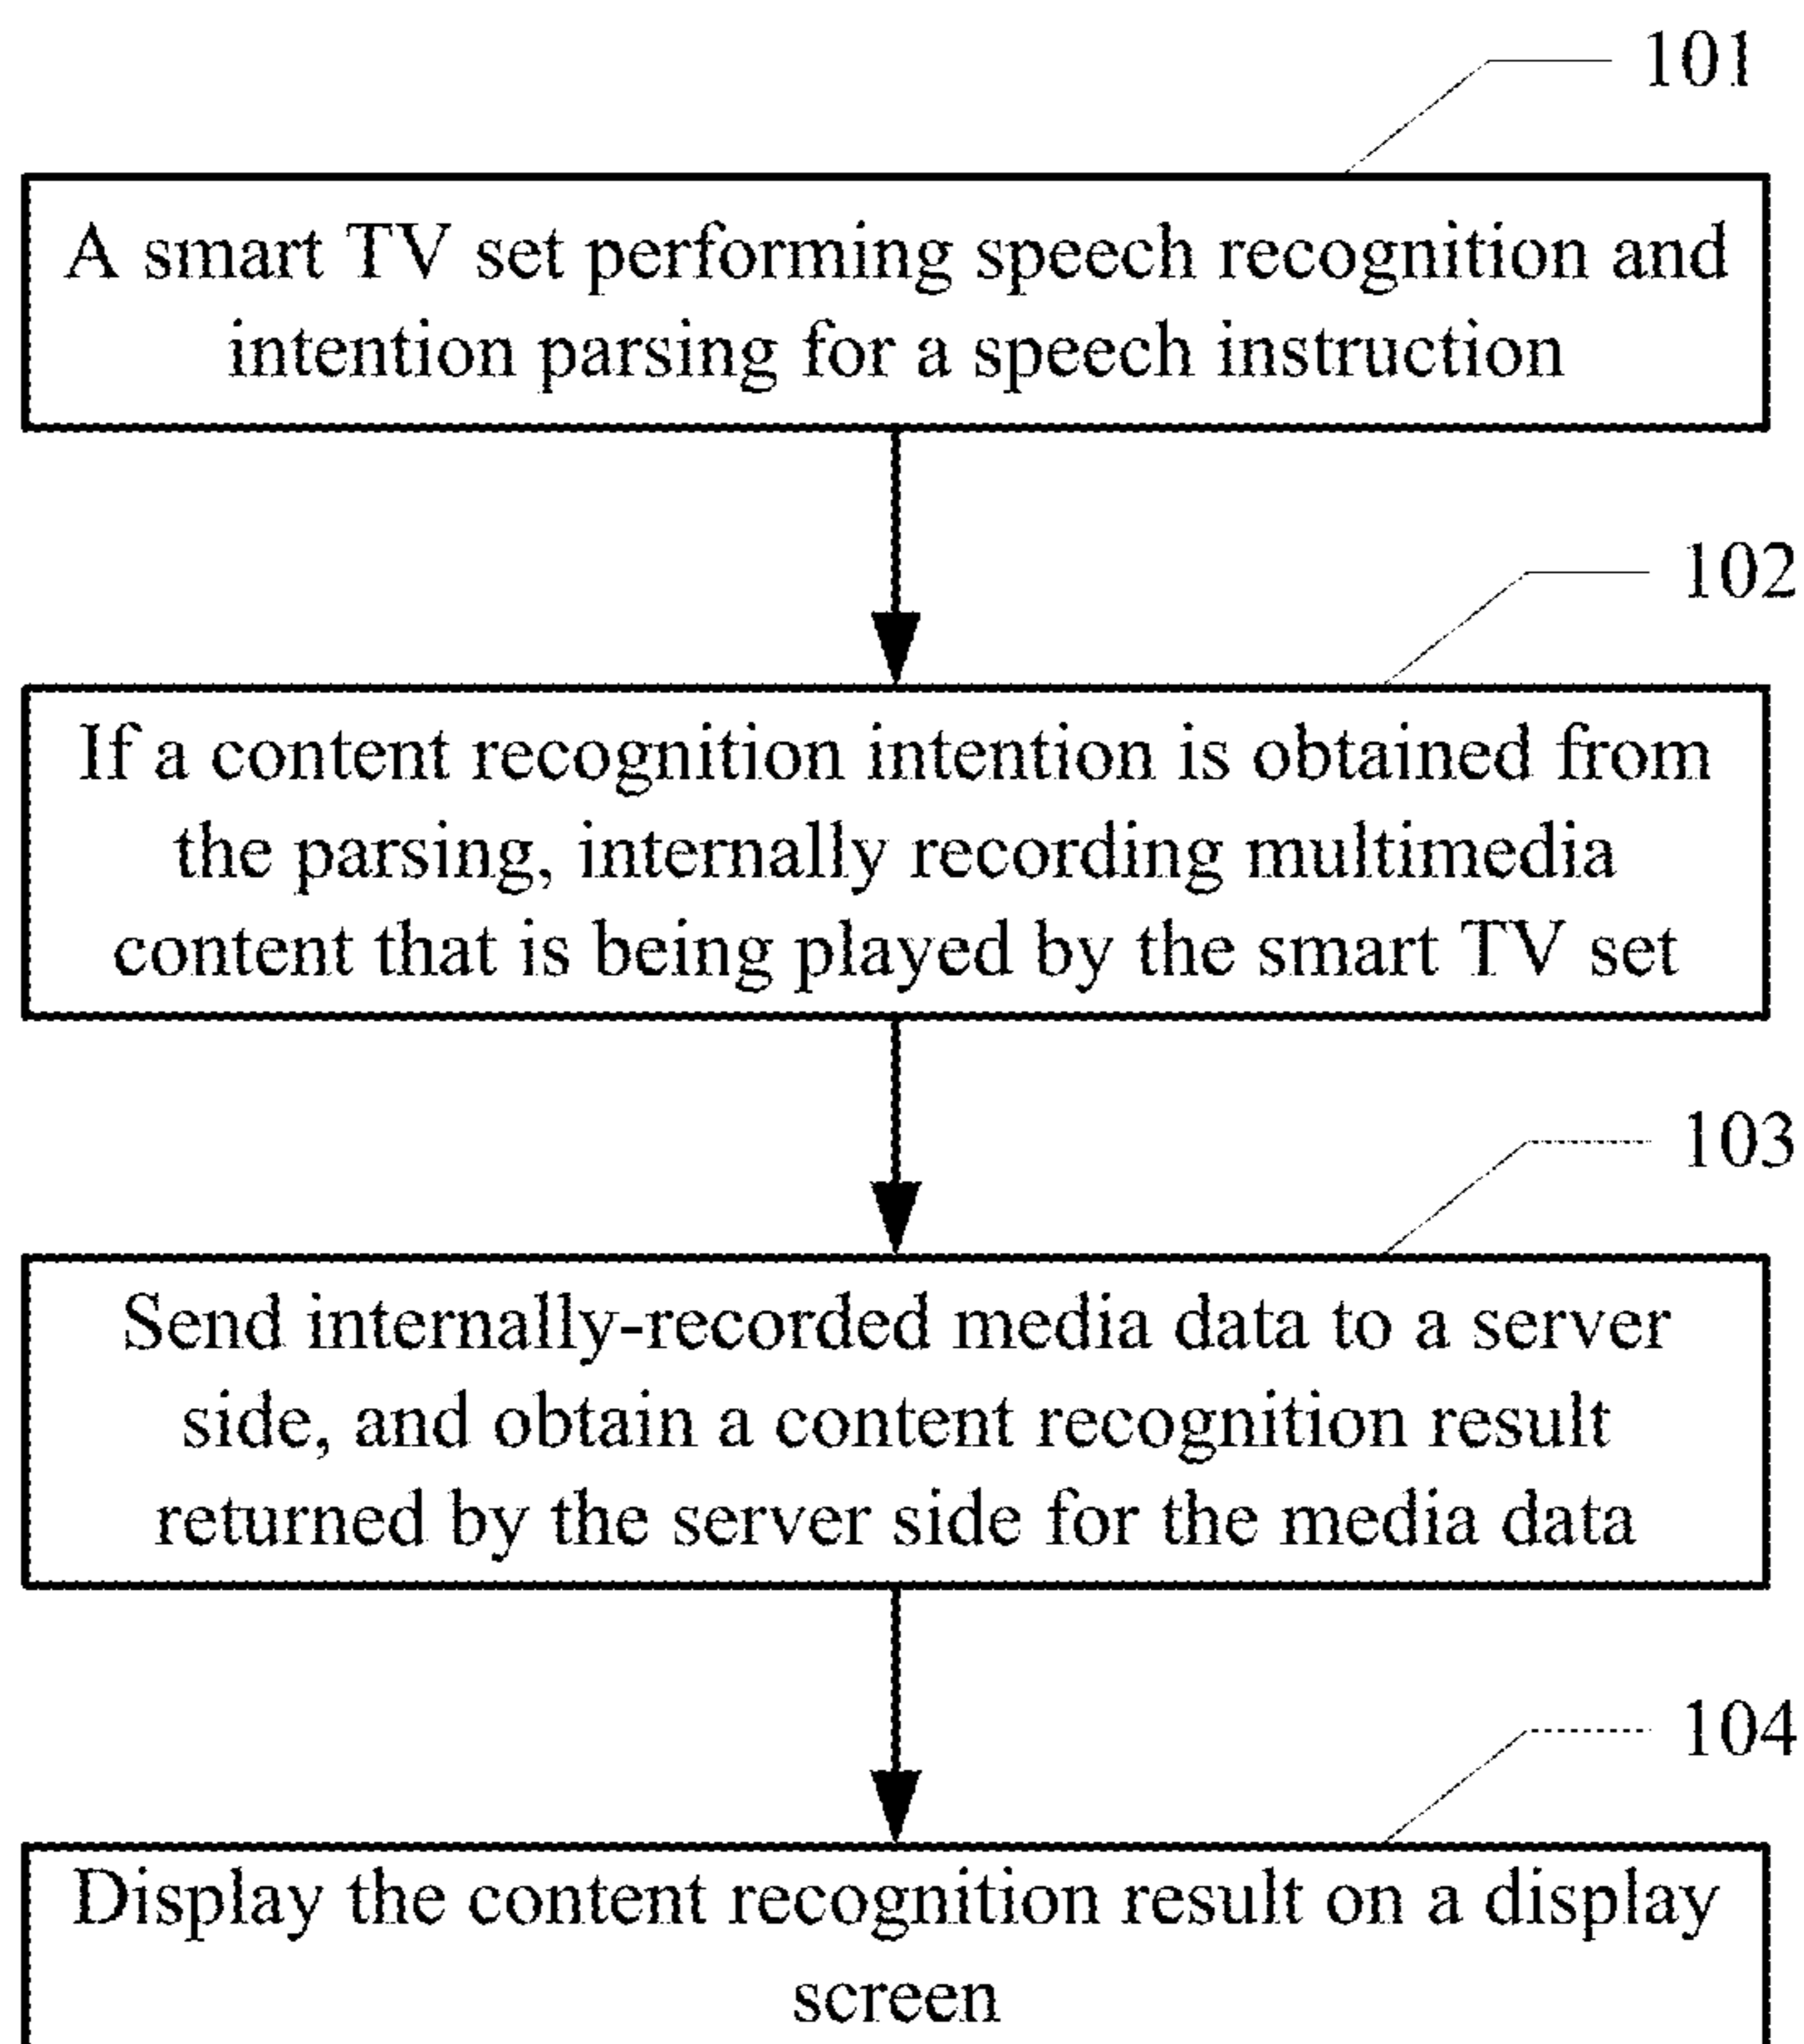 101
A smart TV set performing speech recognition and
intention parsing for a speech instruction
102
If a content recognition intention is obtained from
the parsing, internally recording multimedia
content that is being played by the smart TV set
103
Send internally-recorded media data to a server
side, and obtain a content recognition result
returned by the server side for the media data
104
Display the content recognition result on a display
screen